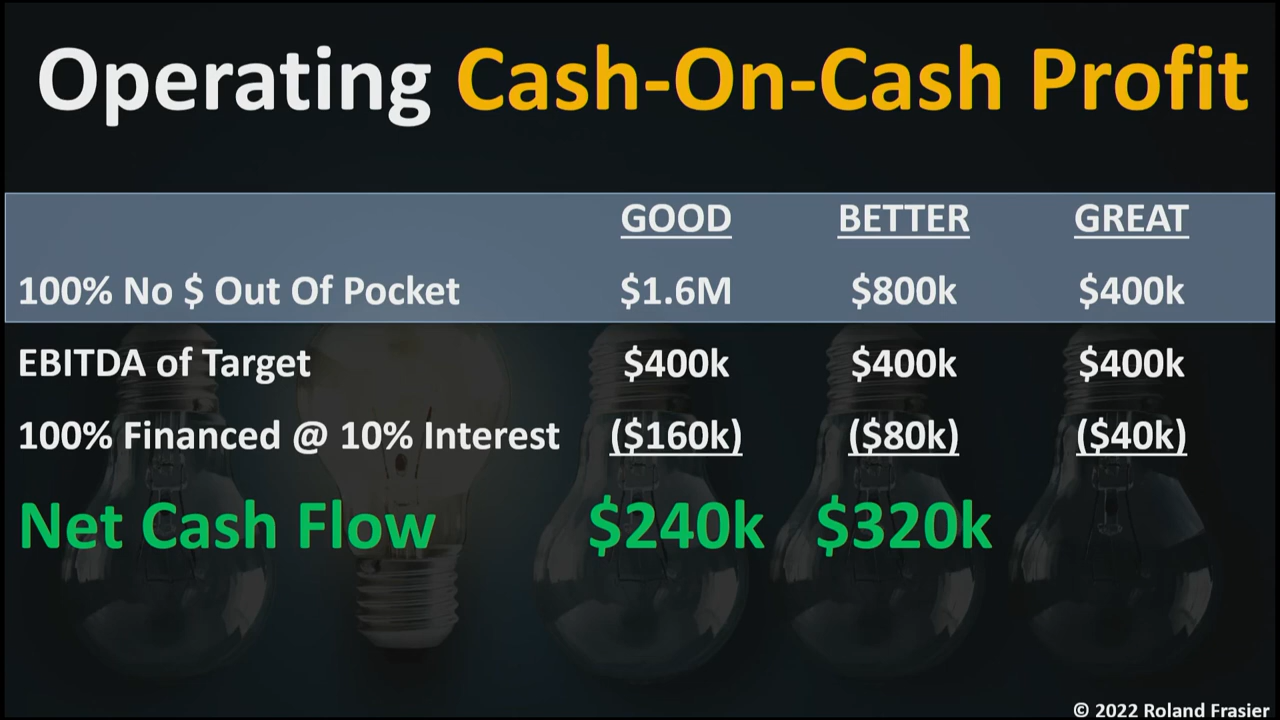 Operating Cash-On-Cash Profit
GOOD BETTER GREAT
100% No $ Out Of Pocket $1.6M $800k $400k
EBITDA of Target $400k $400k $400k
100% Financed @ 10% Interest ($160k) ($80k) ($40k)
Net Cash Flow $240k $320k
© 2022 Roland Frasier